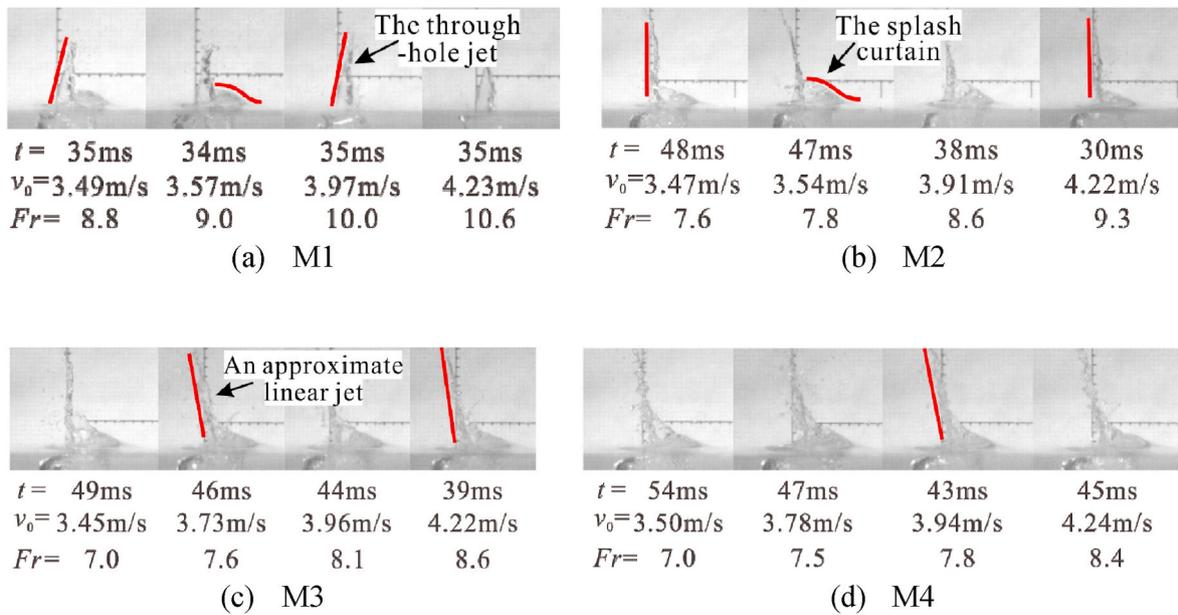 The through
-hole jet
t = 35ms 34ms 35ms 35ms
v₀=3.49m/s 3.57m/s 3.97m/s 4.23m/s
Fr= 8.8 9.0 10.0 10.6
(a) M1
The splash
curtain
t = 48ms 47ms 38ms 30ms
v₀=3.47m/s 3.54m/s 3.91m/s 4.22m/s
Fr= 7.6 7.8 8.6 9.3
(b) M2
An approximate
linear jet
t = 49ms 46ms 44ms 39ms
v₀=3.45m/s 3.73m/s 3.96m/s 4.22m/s
Fr= 7.0 7.6 8.1 8.6
(c) M3
t = 54ms 47ms 43ms 45ms
v₀=3.50m/s 3.78m/s 3.94m/s 4.24m/s
Fr= 7.0 7.5 7.8 8.4
(d) M4